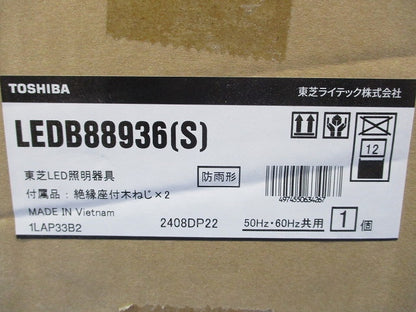 TOSHIBA
東芝ライテック株式会社
LEDB88936(S)
12
東芝LED照明器具
防雨形
付属品：絶縁座付木ねじ×2
MADE IN Vietnam
1LAP33B2
2408DP22
4974550634267
50Hz・60Hz共用
1個